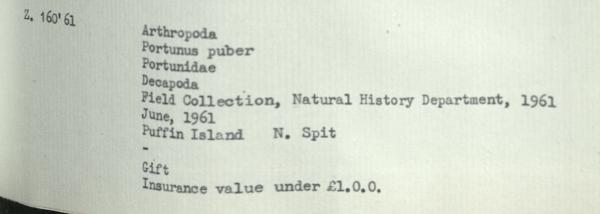 Z. 160'61
Arthropoda
Portunus puber
Portunidae
Decapoda
Field Collection, Natural History Department, 1961
June, 1961
Puffin Island   N. Spit
-
Gift
Insurance value under £1.0.0.